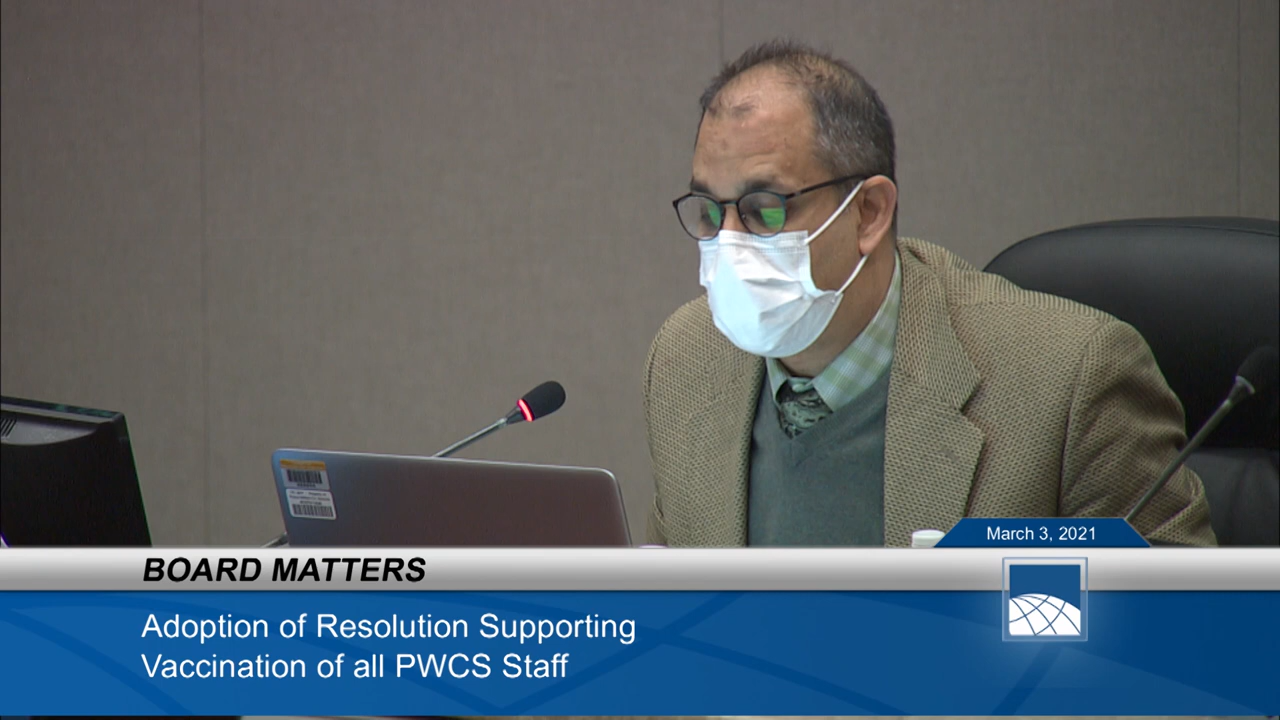 March 3, 2021
BOARD MATTERS
Adoption of Resolution Supporting
Vaccination of all PWCS Staff